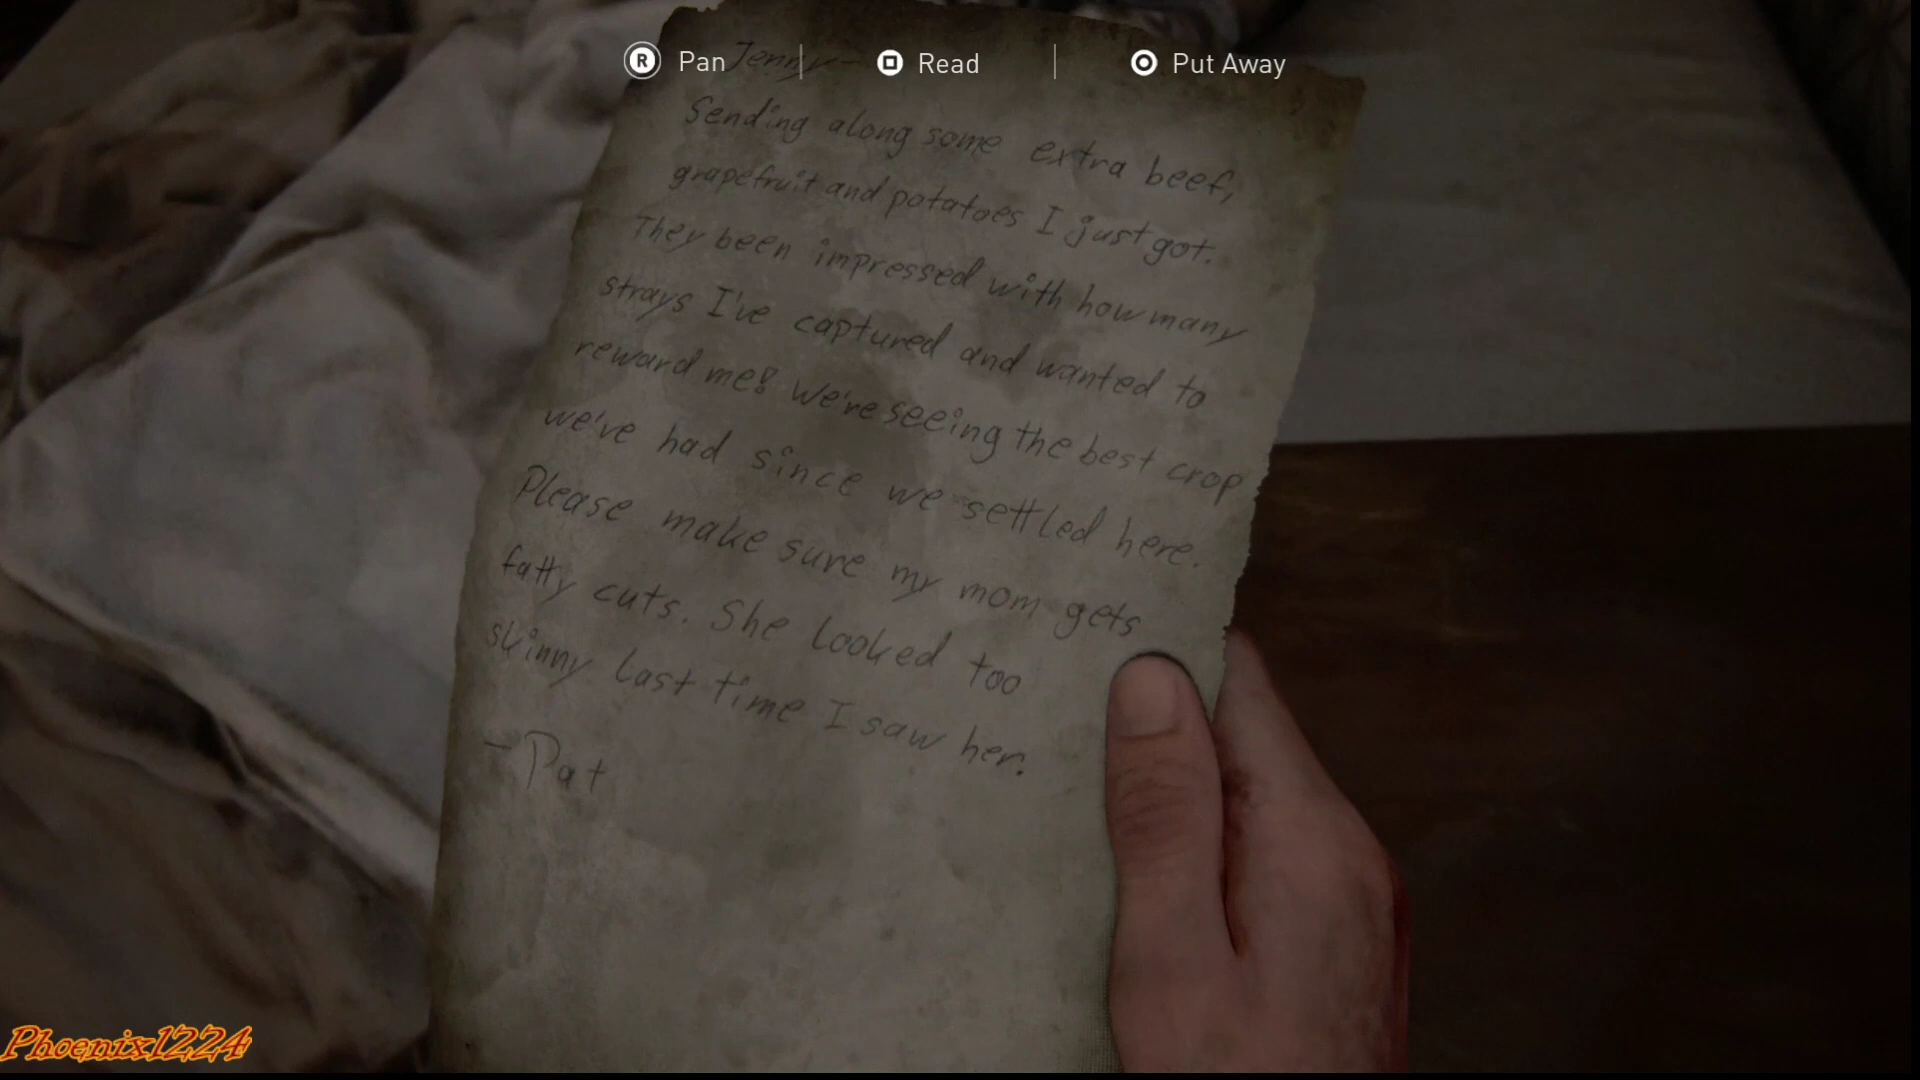 Pan
Read
Put Away
Jenny-
Sending along some extra beef,
grapefruit and potatoes I just got.
They been impressed with how many
strays I've captured and wanted to
reward me! We're seeing the best crop
we've had since we settled here.
Please make sure my mom gets
fatty cuts. She looked too
skinny last time I saw her.
- Pat
Phoenix1224